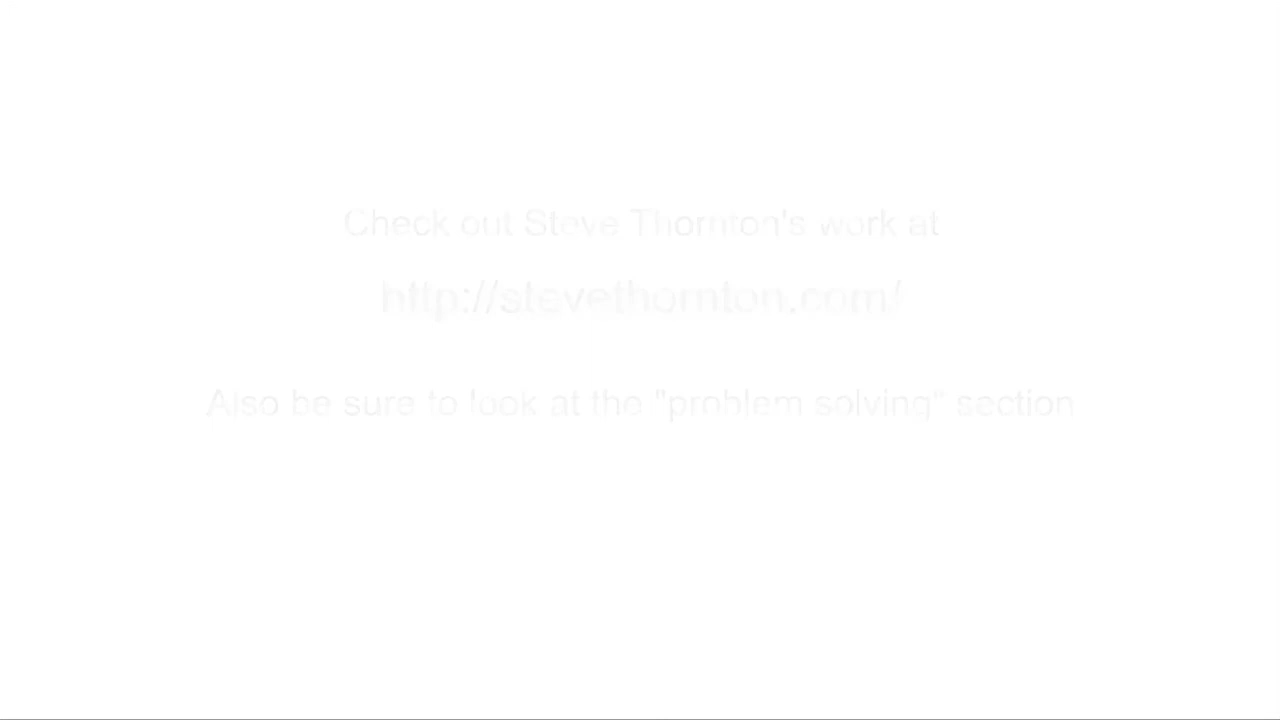 Check out Steve Thornton's work at
http://stevethornton.com/
Also be sure to look at the "problem solving" section